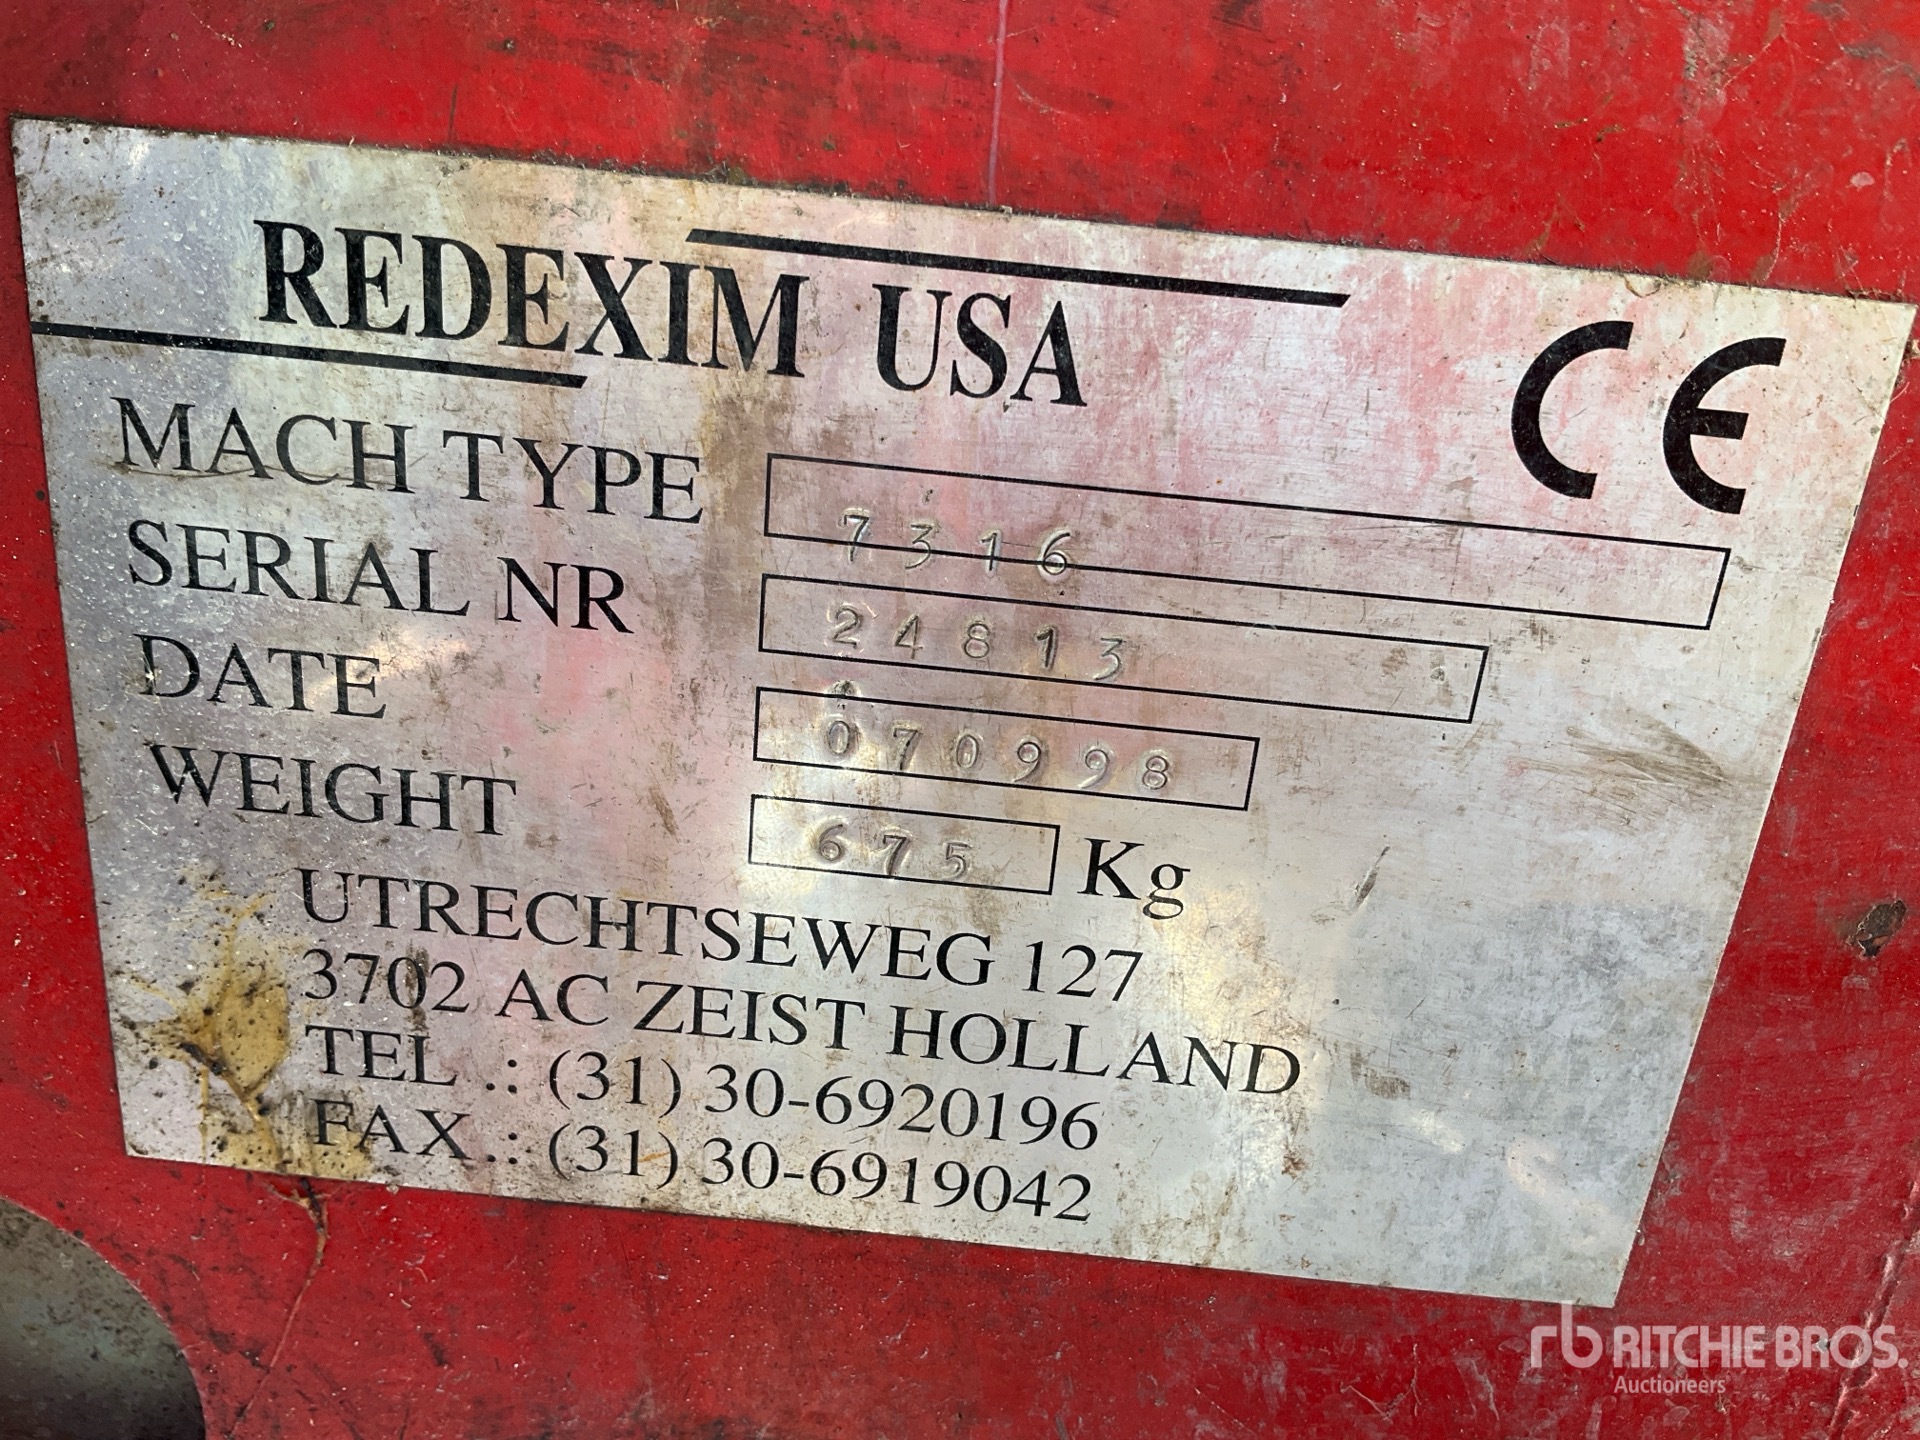 REDEXIM USA
CE
MACH TYPE 7316
SERIAL NR 24813
DATE 070998
WEIGHT 675 Kg
UTRECHTSEWEG 127
3702 AC ZEIST HOLLAND
TEL .: (31) 30-6920196
FAX .: (31) 30-6919042
rb RITCHIE BROS.
Auctioneers